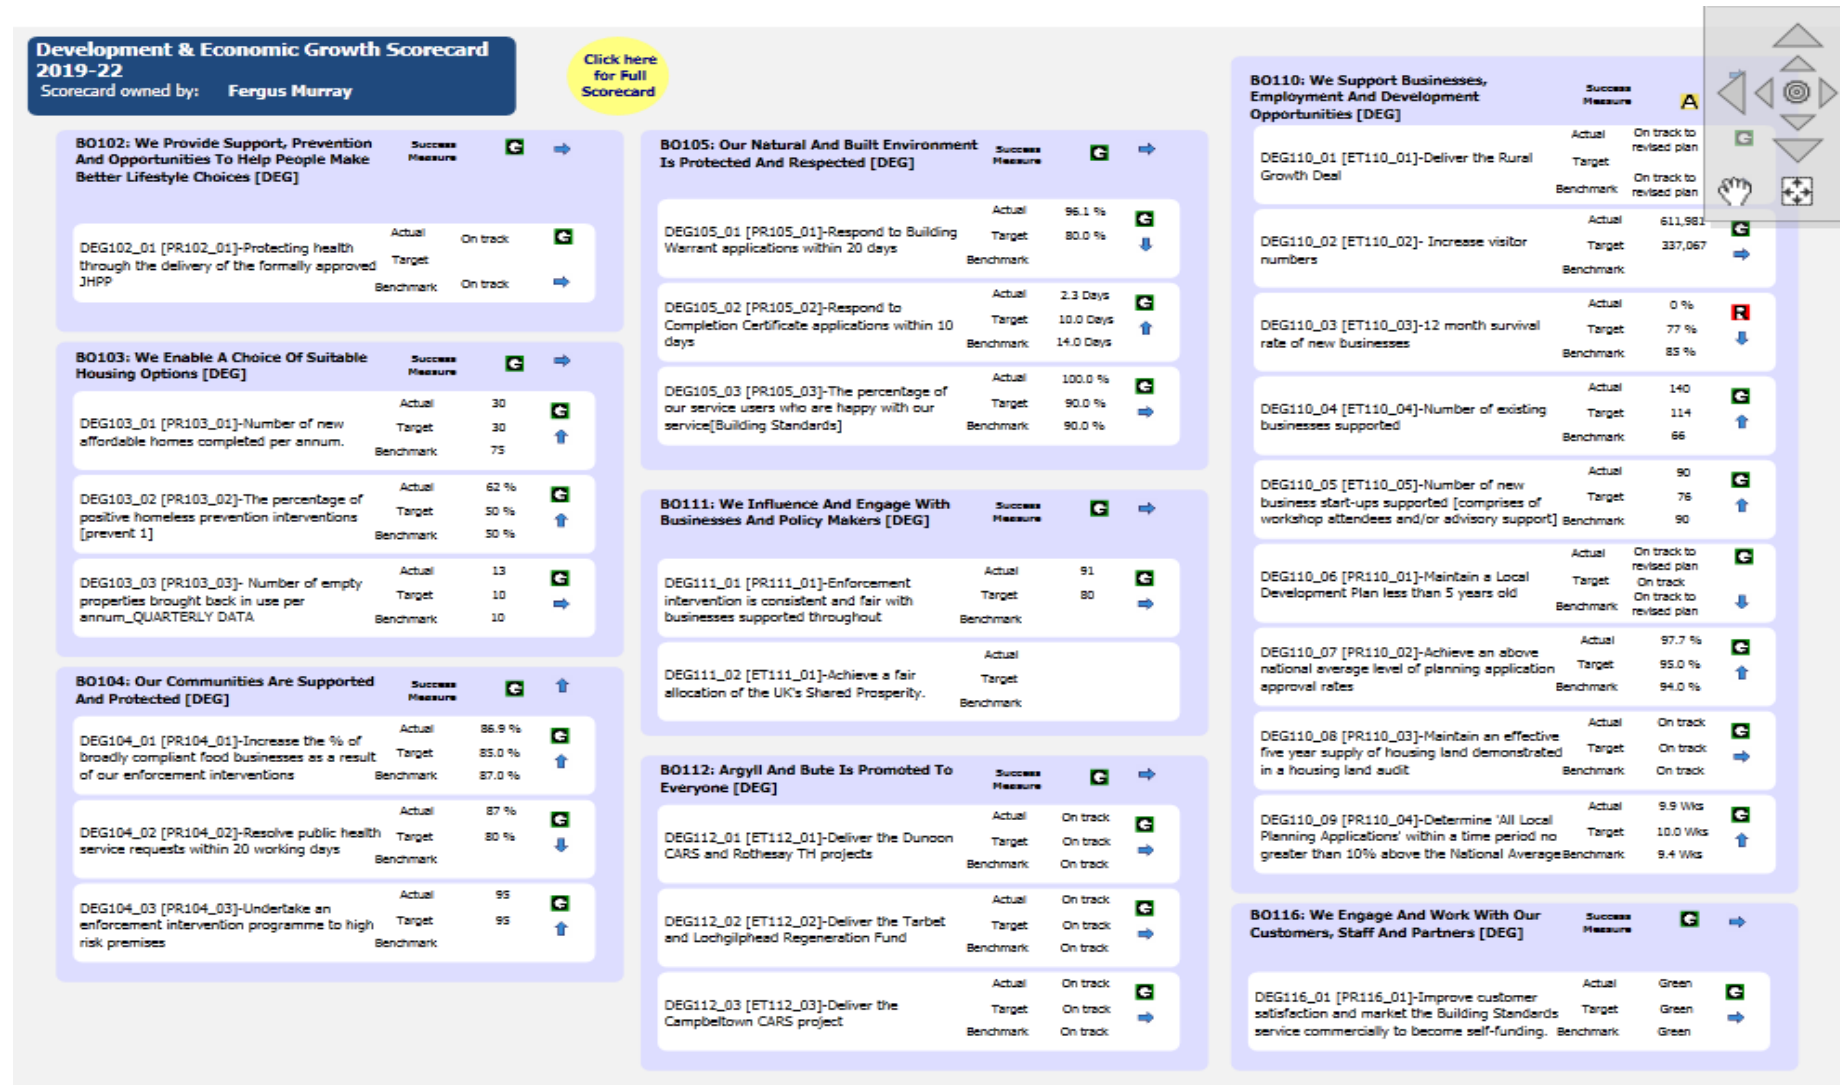 Development & Economic Growth Scorecard
2019-22
Scorecard owned by: Fergus Murray
Click here
for Full
Scorecard
BO102: We Provide Support, Prevention
And Opportunities To Help People Make
Better Lifestyle Choices [DEG]
Success
Measure
G
DEG102_01 [PR102_01]-Protecting health
through the delivery of the formally approved
JHPP
Actual On track
Target
Benchmark On track
G
BO103: We Enable A Choice Of Suitable
Housing Options [DEG]
Success
Measure
G
DEG103_01 [PR103_01]-Number of new
affordable homes completed per annum.
Actual 30
Target 30
Benchmark 75
G
DEG103_02 [PR103_02]-The percentage of
positive homeless prevention interventions
[prevent 1]
Actual 62 %
Target 50 %
Benchmark 50 %
G
DEG103_03 [PR103_03]- Number of empty
properties brought back in use per
annum_QUARTERLY DATA
Actual 13
Target 10
Benchmark 10
G
BO104: Our Communities Are Supported
And Protected [DEG]
Success
Measure
G
DEG104_01 [PR104_01]-Increase the % of
broadly compliant food businesses as a result
of our enforcement interventions
Actual 86.9 %
Target 85.0 %
Benchmark 87.0 %
G
DEG104_02 [PR104_02]-Resolve public health
service requests within 20 working days
Actual 87 %
Target 80 %
Benchmark
G
DEG104_03 [PR104_03]-Undertake an
enforcement intervention programme to high
risk premises
Actual 95
Target 95
Benchmark
G
BO105: Our Natural And Built Environment
Is Protected And Respected [DEG]
Success
Measure
G
DEG105_01 [PR105_01]-Respond to Building
Warrant applications within 20 days
Actual 96.1 %
Target 80.0 %
Benchmark
G
DEG105_02 [PR105_02]-Respond to
Completion Certificate applications within 10
days
Actual 2.3 Days
Target 10.0 Days
Benchmark 14.0 Days
G
DEG105_03 [PR105_03]-The percentage of
our service users who are happy with our
service[Building Standards]
Actual 100.0 %
Target 90.0 %
Benchmark 90.0 %
G
BO111: We Influence And Engage With
Businesses And Policy Makers [DEG]
Success
Measure
G
DEG111_01 [PR111_01]-Enforcement
intervention is consistent and fair with
businesses supported throughout
Actual 91
Target 80
Benchmark
G
DEG111_02 [ET111_01]-Achieve a fair
allocation of the UK's Shared Prosperity.
Actual
Target
Benchmark
BO112: Argyll And Bute Is Promoted To
Everyone [DEG]
Success
Measure
G
DEG112_01 [ET112_01]-Deliver the Dunoon
CARS and Rothesay TH projects
Actual On track
Target On track
Benchmark On track
G
DEG112_02 [ET112_02]-Deliver the Tarbet
and Lochgilphead Regeneration Fund
Actual On track
Target On track
Benchmark On track
G
DEG112_03 [ET112_03]-Deliver the
Campbeltown CARS project
Actual On track
Target On track
Benchmark On track
G
BO110: We Support Businesses,
Employment And Development
Opportunities [DEG]
Success
Measure
A
DEG110_01 [ET110_01]-Deliver the Rural
Growth Deal
Actual On track to
revised plan
Target
Benchmark On track to
revised plan
G
DEG110_02 [ET110_02]- Increase visitor
numbers
Actual 611,981
Target 337,067
Benchmark
G
DEG110_03 [ET110_03]-12 month survival
rate of new businesses
Actual 0 %
Target 77 %
Benchmark 85 %
R
DEG110_04 [ET110_04]-Number of existing
businesses supported
Actual 140
Target 114
Benchmark 66
G
DEG110_05 [ET110_05]-Number of new
business start-ups supported [comprises of
workshop attendees and/or advisory support]
Actual 90
Target 76
Benchmark 90
G
DEG110_06 [PR110_01]-Maintain a Local
Development Plan less than 5 years old
Actual On track to
revised plan
Target On track
Benchmark On track to
revised plan
G
DEG110_07 [PR110_02]-Achieve an above
national average level of planning application
approval rates
Actual 97.7 %
Target 95.0 %
Benchmark 94.0 %
G
DEG110_08 [PR110_03]-Maintain an effective
five year supply of housing land demonstrated
in a housing land audit
Actual On track
Target On track
Benchmark On track
G
DEG110_09 [PR110_04]-Determine 'All Local
Planning Applications' within a time period no
greater than 10% above the National Average
Actual 9.9 Wks
Target 10.0 Wks
Benchmark 9.4 Wks
G
BO116: We Engage And Work With Our
Customers, Staff And Partners [DEG]
Success
Measure
G
DEG116_01 [PR116_01]-Improve customer
satisfaction and market the Building Standards
service commercially to become self-funding.
Actual Green
Target Green
Benchmark Green
G